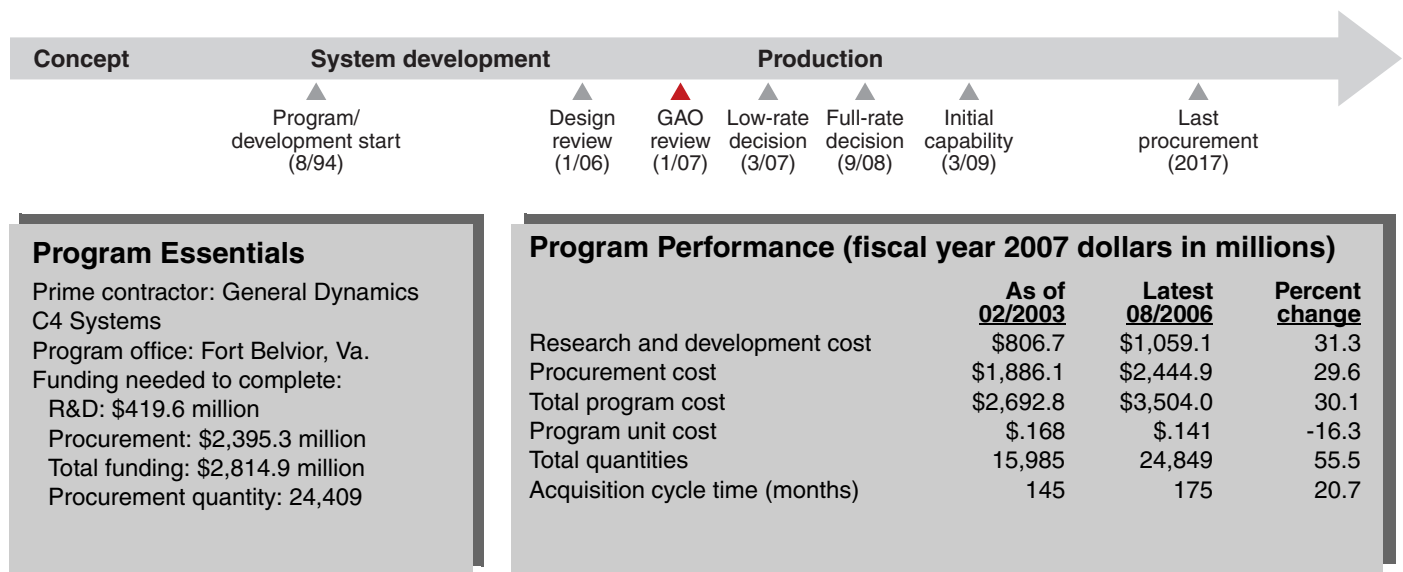 Concept System development Production
Program/
development start
(8/94)
Design
review
(1/06)
GAO
review
(1/07)
Low-rate
decision
(3/07)
Full-rate
decision
(9/08)
Initial
capability
(3/09)
Last
procurement
(2017)
Program Essentials
Prime contractor: General Dynamics
C4 Systems
Program office: Fort Belvior, Va.
Funding needed to complete:
R&D: $419.6 million
Procurement: $2,395.3 million
Total funding: $2,814.9 million
Procurement quantity: 24,409
Program Performance (fiscal year 2007 dollars in millions)
As of Latest Percent
02/2003 08/2006 change
Research and development cost $806.7 $1,059.1 31.3
Procurement cost $1,886.1 $2,444.9 29.6
Total program cost $2,692.8 $3,504.0 30.1
Program unit cost $.168 $.141 -16.3
Total quantities 15,985 24,849 55.5
Acquisition cycle time (months) 145 175 20.7